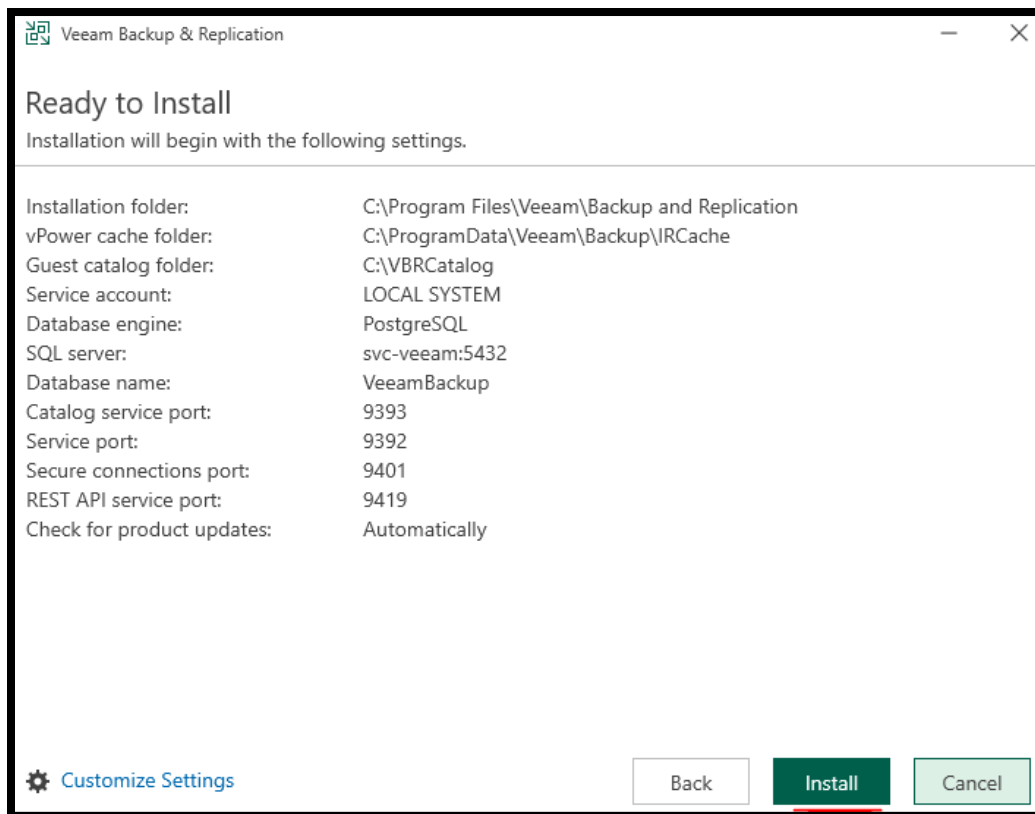 Veeam Backup & Replication
Ready to Install
Installation will begin with the following settings.
Installation folder: C:\Program Files\Veeam\Backup and Replication
vPower cache folder: C:\ProgramData\Veeam\Backup\IRCache
Guest catalog folder: C:\VBRCatalog
Service account: LOCAL SYSTEM
Database engine: PostgreSQL
SQL server: svc-veeam:5432
Database name: VeeamBackup
Catalog service port: 9393
Service port: 9392
Secure connections port: 9401
REST API service port: 9419
Check for product updates: Automatically
Customize Settings Back Install Cancel